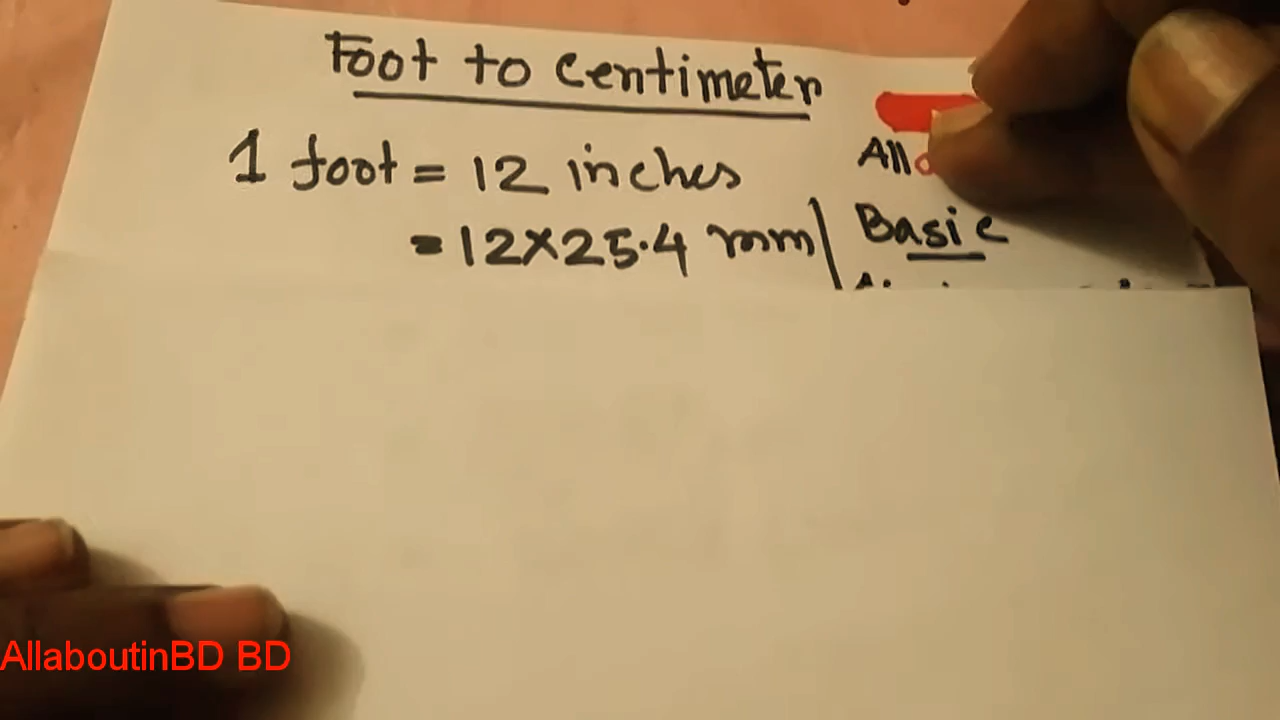 Foot to Centimeter
1 foot = 12 inches
= 12×25.4 mm
All
Basic
AllaboutinBD BD